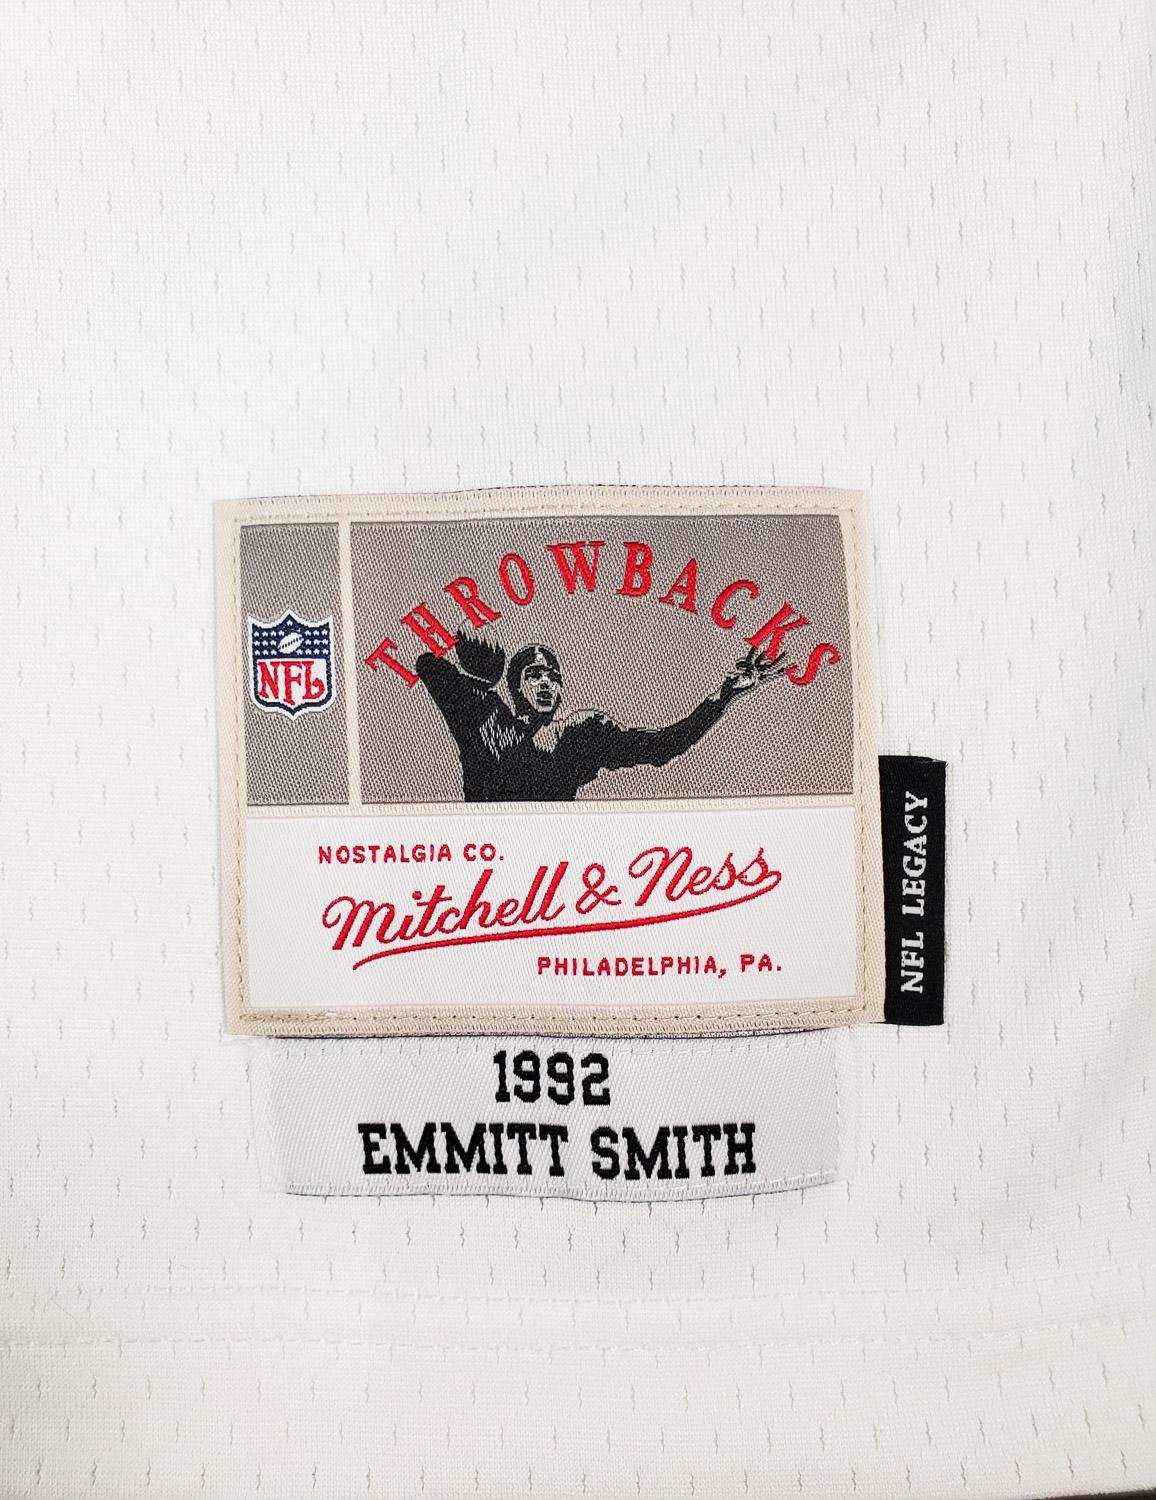 THROWBACKS
NFL
NOSTALGIA CO.
Mitchell & Ness
PHILADELPHIA, PA.
NFL LEGACY
1992
EMMITT SMITH